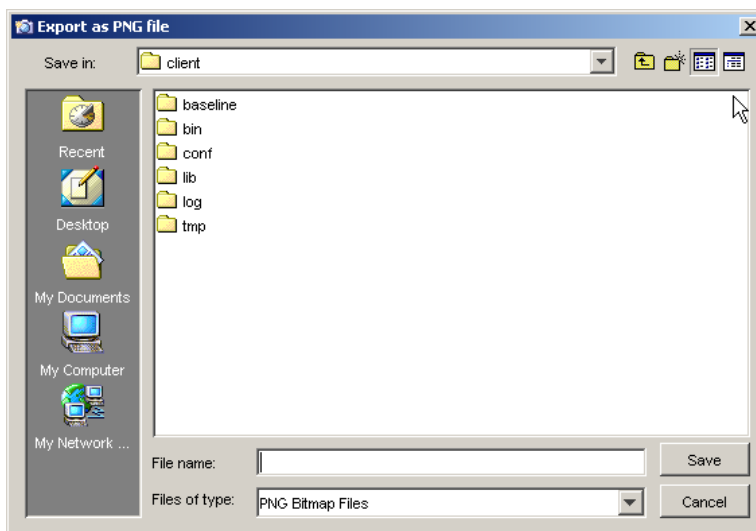 Export as PNG file
Save in: client
Recent
Desktop
My Documents
My Computer
My Network ...
baseline
bin
conf
lib
log
tmp
File name:
Save
Files of type: PNG Bitmap Files
Cancel